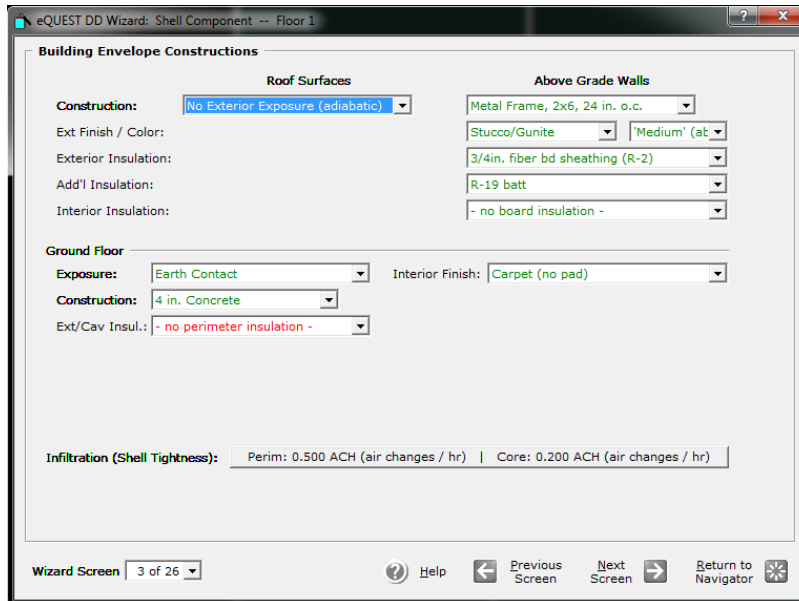 eQUEST DD Wizard: Shell Component -- Floor 1
?
X
Building Envelope Constructions
Roof Surfaces Above Grade Walls
Construction: No Exterior Exposure (adiabatic) Metal Frame, 2x6, 24 in. o.c.
Ext Finish / Color: Stucco/Gunite 'Medium' (ab
Exterior Insulation: 3/4in. fiber bd sheathing (R-2)
Add'l Insulation: R-19 batt
Interior Insulation: - no board insulation -
Ground Floor
Exposure: Earth Contact Interior Finish: Carpet (no pad)
Construction: 4 in. Concrete
Ext/Cav Insul.: - no perimeter insulation -
Infiltration (Shell Tightness): Perim: 0.500 ACH (air changes / hr) | Core: 0.200 ACH (air changes / hr)
Wizard Screen 3 of 26 ? Help Previous Screen Next Screen Return to Navigator